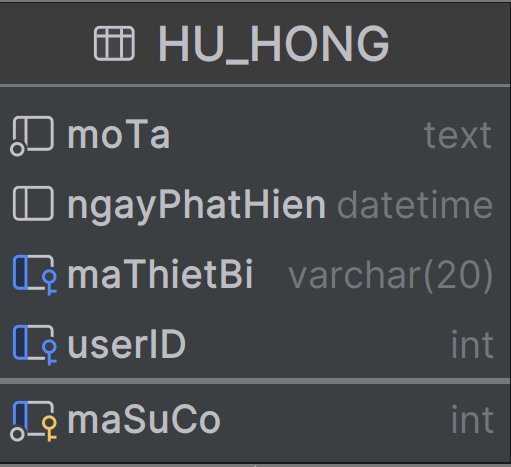 HU_HONG
moTa text
ngayPhatHien datetime
maThietBi varchar(20)
userID int
maSuCo int